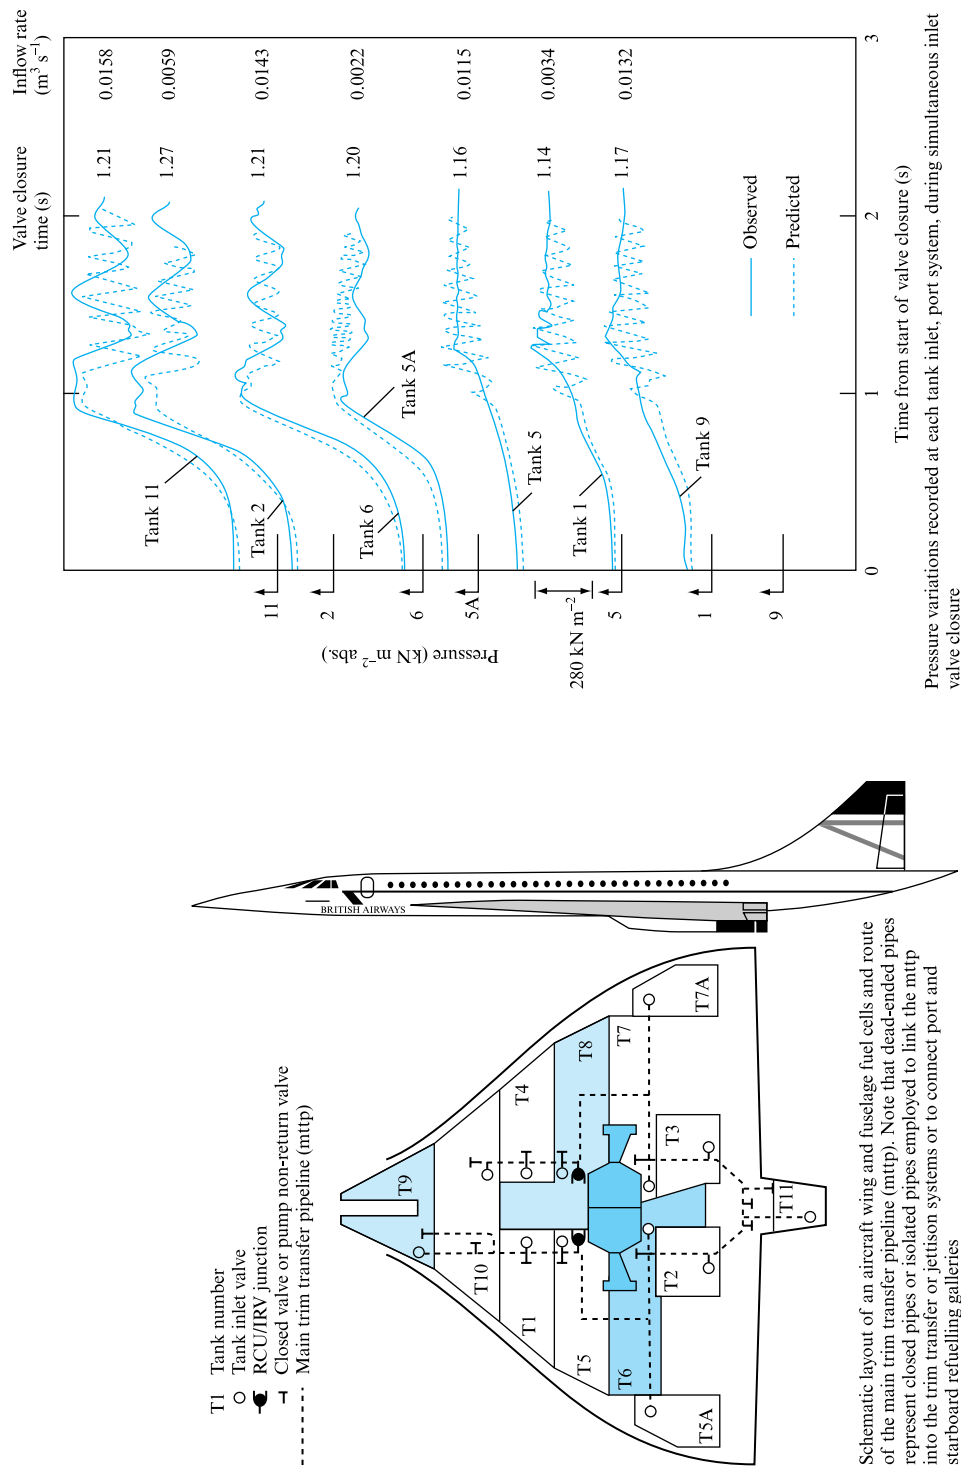 T1 Tank number
Tank inlet valve
RCU/IRV junction
Closed valve or pump non-return valve
Main trim transfer pipeline (mttp)
T9
T10
T1
T4
T5
T8
T6
T7
T5A
T7A
T2
T3
T11
BRITISH AIRWAYS
Schematic layout of an aircraft wing and fuselage fuel cells and route
of the main trim transfer pipeline (mttp). Note that dead-ended pipes
represent closed pipes or isolated pipes employed to link the mttp
into the trim transfer or jettison systems or to connect port and
starboard refuelling galleries
Valve closure
time (s)
Inflow rate
(m³ s⁻¹)
1.21 0.0158
1.27 0.0059
1.21 0.0143
1.20 0.0022
1.16 0.0115
1.14 0.0034
1.17 0.0132
Tank 11
Tank 2
Tank 6
Tank 5A
Tank 5
Tank 1
Tank 9
11
2
6
5A
5
1
9
280 kN m⁻²
Pressure (kN m⁻² abs.)
Observed
Predicted
0 1 2 3
Time from start of valve closure (s)
Pressure variations recorded at each tank inlet, port system, during simultaneous inlet
valve closure